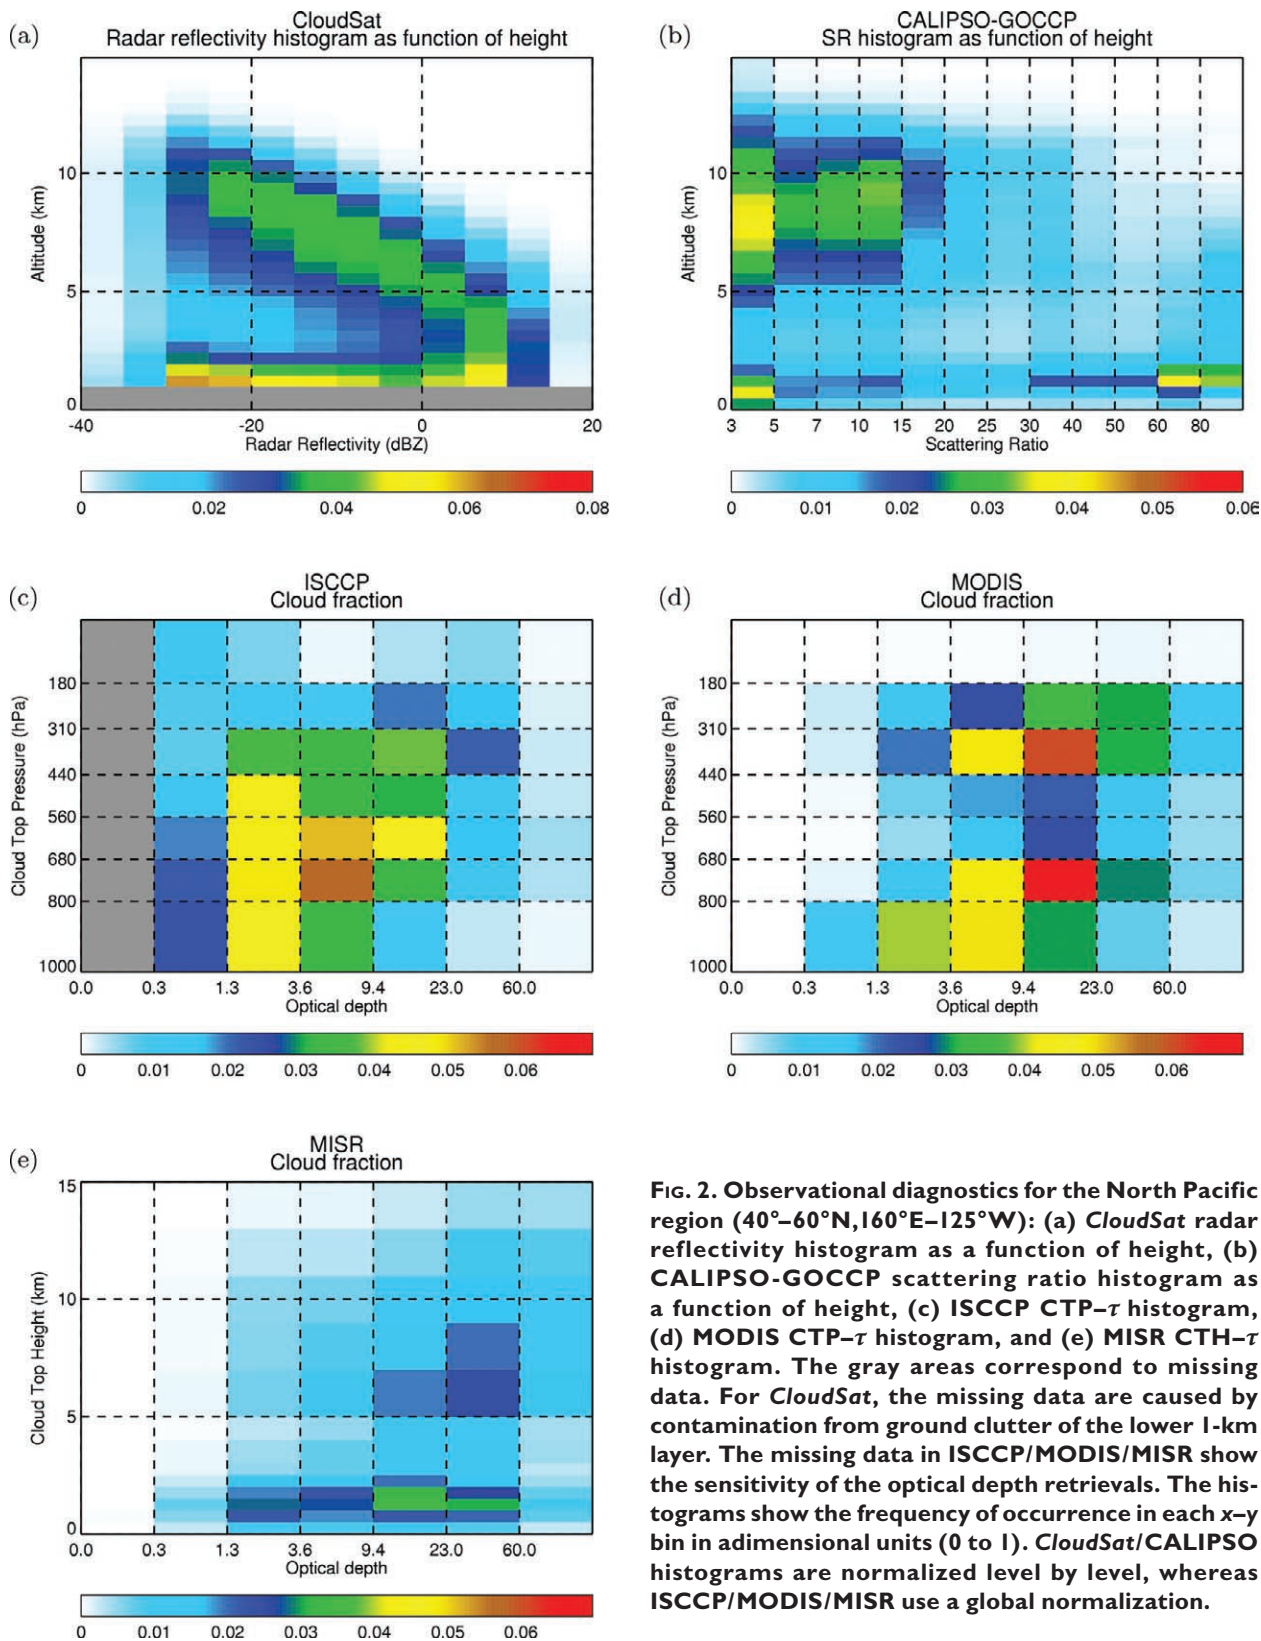 (a)
CloudSat
Radar reflectivity histogram as function of height
Altitude (km)
10
5
0
-40
-20
0
20
Radar Reflectivity (dBZ)
0
0.02
0.04
0.06
0.08
(b)
CALIPSO-GOCCP
SR histogram as function of height
Altitude (km)
10
5
0
3
5
7
10
15
20
25
30
40
50
60
80
Scattering Ratio
0
0.01
0.02
0.03
0.04
0.05
0.06
(c)
ISCCP
Cloud fraction
Cloud Top Pressure (hPa)
180
310
440
560
680
800
1000
0.0
0.3
1.3
3.6
9.4
23.0
60.0
Optical depth
0
0.01
0.02
0.03
0.04
0.05
0.06
(d)
MODIS
Cloud fraction
Cloud Top Pressure (hPa)
180
310
440
560
680
800
1000
0.0
0.3
1.3
3.6
9.4
23.0
60.0
Optical depth
0
0.01
0.02
0.03
0.04
0.05
0.06
(e)
MISR
Cloud fraction
Cloud Top Height (km)
15
10
5
0
0.0
0.3
1.3
3.6
9.4
23.0
60.0
Optical depth
0
0.01
0.02
0.03
0.04
0.05
0.06
FIG. 2. Observational diagnostics for the North Pacific
region (40°–60°N,160°E–125°W): (a) CloudSat radar
reflectivity histogram as a function of height, (b)
CALIPSO-GOCCP scattering ratio histogram as
a function of height, (c) ISCCP CTP–τ histogram,
(d) MODIS CTP–τ histogram, and (e) MISR CTH–τ
histogram. The gray areas correspond to missing
data. For CloudSat, the missing data are caused by
contamination from ground clutter of the lower 1-km
layer. The missing data in ISCCP/MODIS/MISR show
the sensitivity of the optical depth retrievals. The his-
tograms show the frequency of occurrence in each x–y
bin in adimensional units (0 to 1). CloudSat/CALIPSO
histograms are normalized level by level, whereas
ISCCP/MODIS/MISR use a global normalization.